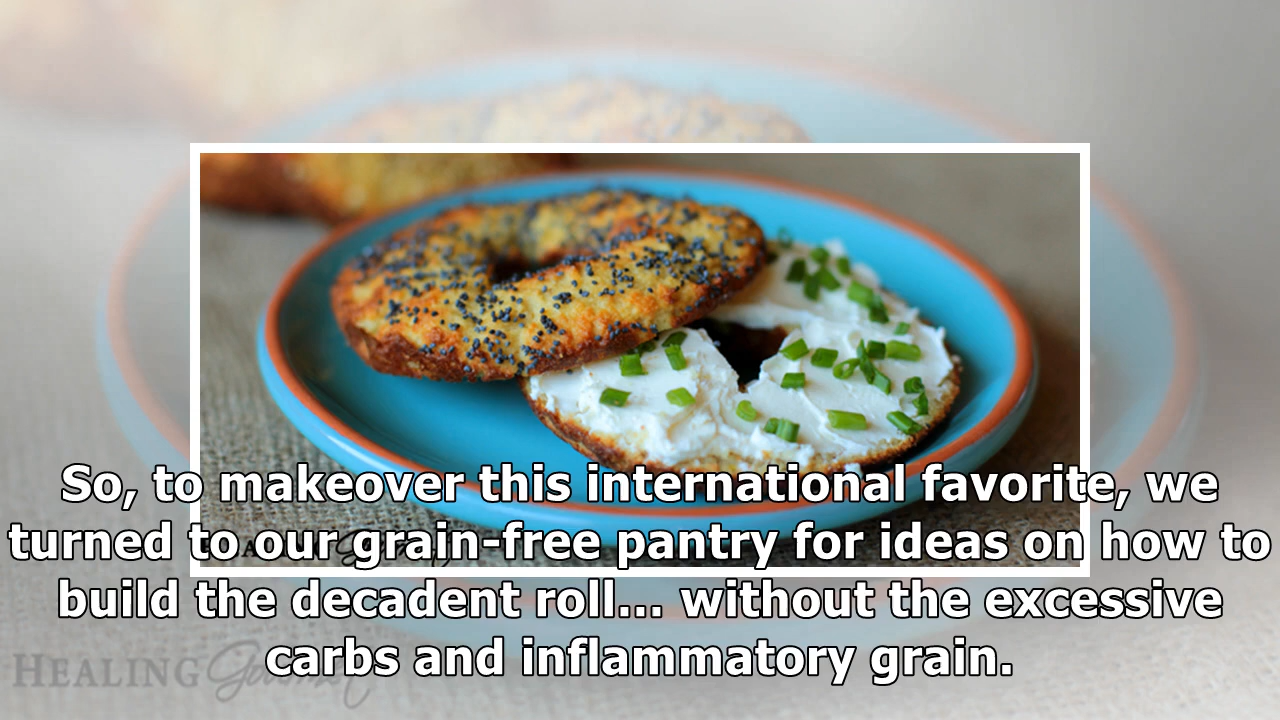 So, to makeover this international favorite, we
turned to our grain-free pantry for ideas on how to
build the decadent roll... without the excessive
carbs and inflammatory grain.
HEALING Gourmet